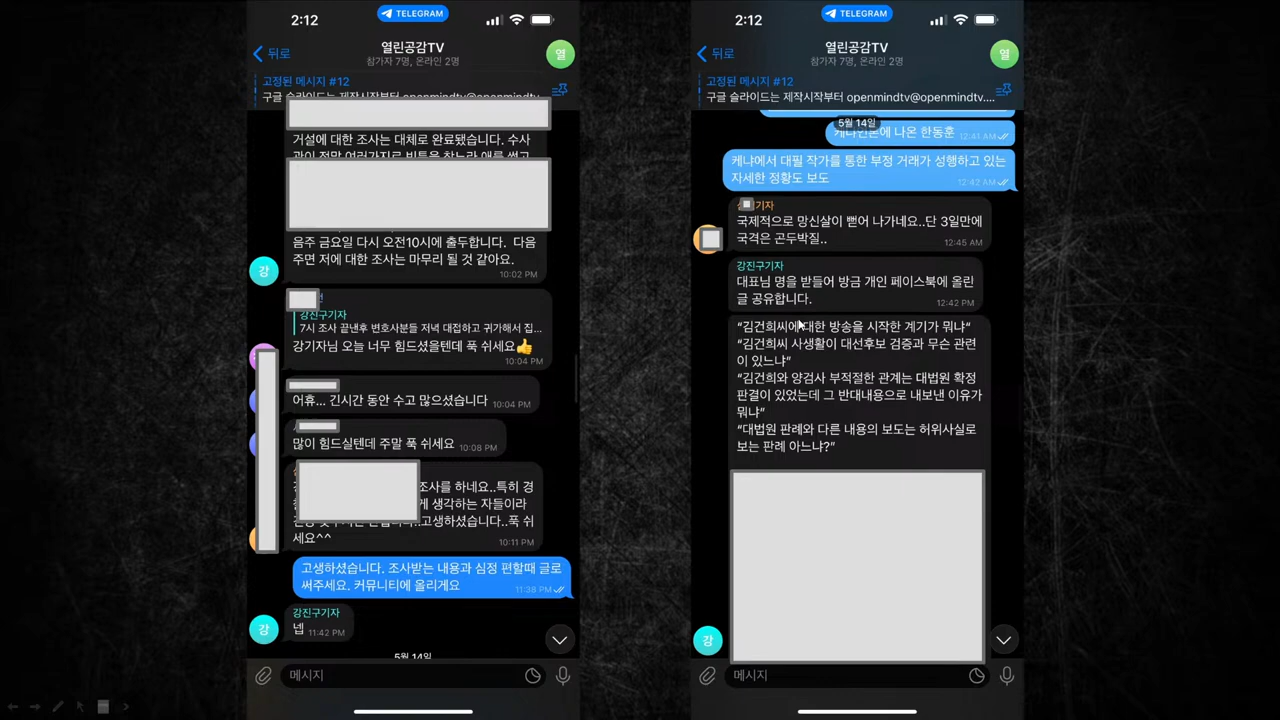 2:12
TELEGRAM
뒤로
열린공감TV
참가자 7명, 온라인 2명
열
고정된 메시지 #12
구글 슬라이드는 제작시작부터 openmindtv@openmindtv....
거설에 대한 조사는 대체로 완료됐습니다. 수사
음주 금요일 다시 오전10시에 출두합니다. 다음
주면 저에 대한 조사는 마무리 될 것 같아요.
10:02 PM
강
강진구기자
7시 조사 끝낸후 변호사분들 저녁 대접하고 귀가해서 집...
강기자님 오늘 너무 힘드셨을텐데 푹 쉬세요👍
10:04 PM
어휴... 긴시간 동안 수고 많으셨습니다 10:04 PM
많이 힘드실텐데 주말 푹 쉬세요 10:08 PM
조사를 하네요..특히 경
게 생각하는 자들이라
고생하셨습니다..푹 쉬
세요^^
10:11 PM
고생하셨습니다. 조사받는 내용과 심정 편할때 글로
써주세요. 커뮤니티에 올리게요
11:38 PM
강진구기자
넵 11:42 PM
강
5월 14일
메시지
2:12
TELEGRAM
뒤로
열린공감TV
참가자 7명, 온라인 2명
열
고정된 메시지 #12
구글 슬라이드는 제작시작부터 openmindtv@openmindtv....
5월 14일
나온 한동훈 12:41 AM
케냐에서 대필 작가를 통한 부정 거래가 성행하고 있는
자세한 정황도 보도
12:42 AM
기자
국제적으로 망신살이 뻗어 나가네요..단 3일만에
국격은 곤두박질..
12:45 AM
강진구기자
대표님 명을 받들어 방금 개인 페이스북에 올린
글 공유합니다.
12:42 PM
“김건희씨에 대한 방송을 시작한 계기가 뭐냐“
“김건희씨 사생활이 대선후보 검증과 무슨 관련
이 있느냐”
“김건희와 양검사 부적절한 관계는 대법원 확정
판결이 있었는데 그 반대내용으로 내보낸 이유가
뭐냐”
“대법원 판례와 다른 내용의 보도는 허위사실로
보는 판례 아느냐?”
강
메시지